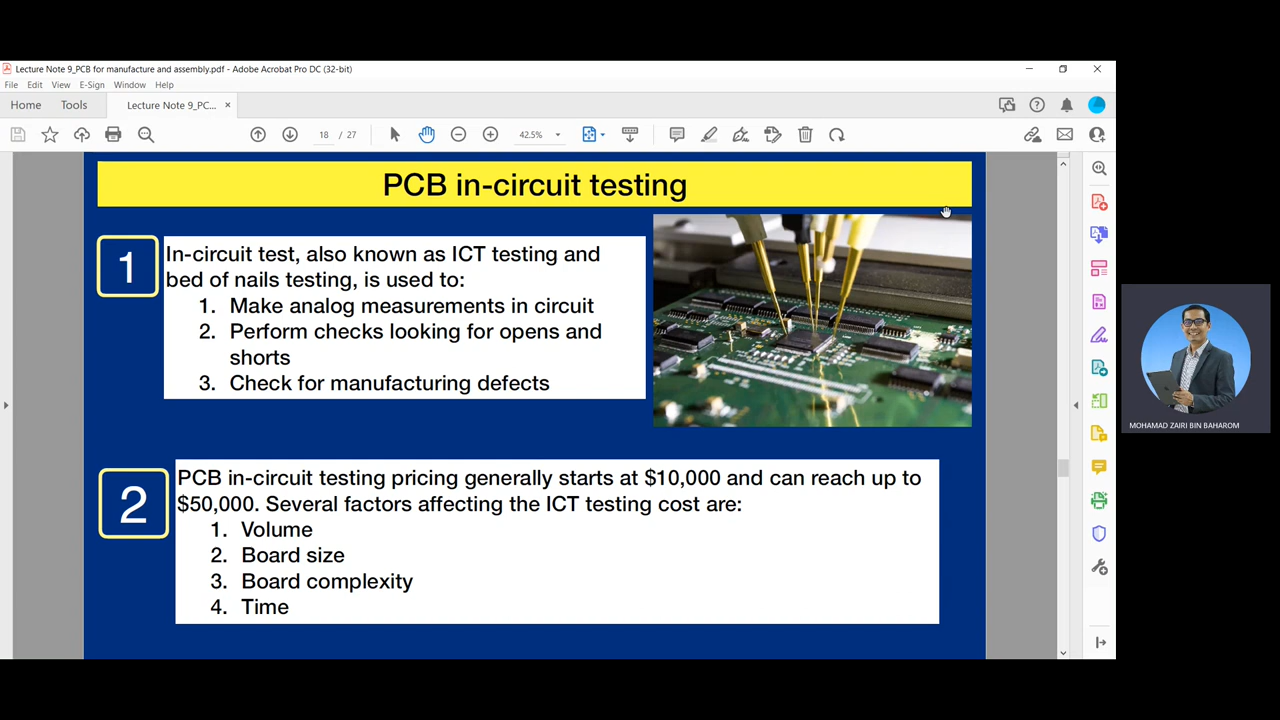 Lecture Note 9_PCB for manufacture and assembly.pdf - Adobe Acrobat Pro DC (32-bit)
File Edit View E-Sign Window Help
Home Tools Lecture Note 9_PC... ×
18 / 27 42.5%
PCB in-circuit testing
1
In-circuit test, also known as ICT testing and
bed of nails testing, is used to:
1. Make analog measurements in circuit
2. Perform checks looking for opens and
shorts
3. Check for manufacturing defects
2
PCB in-circuit testing pricing generally starts at $10,000 and can reach up to
$50,000. Several factors affecting the ICT testing cost are:
1. Volume
2. Board size
3. Board complexity
4. Time
MOHAMAD ZAIRI BIN BAHAROM